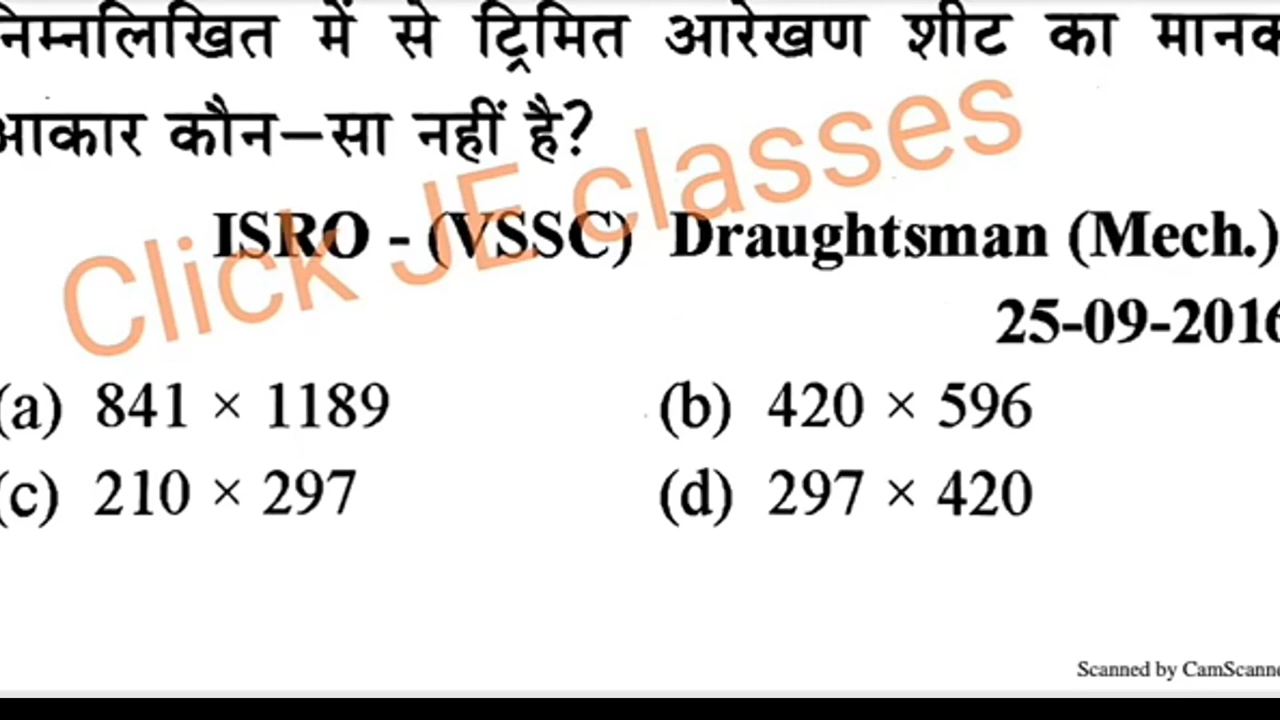 निम्नलिखित में से ट्रिमित आरेखण शीट का मानक
आकार कौन–सा नहीं है?
Click JE classes
ISRO - (VSSC) Draughtsman (Mech.)
25-09-2016
(a) 841 × 1189 (b) 420 × 596
(c) 210 × 297 (d) 297 × 420
Scanned by CamScanne